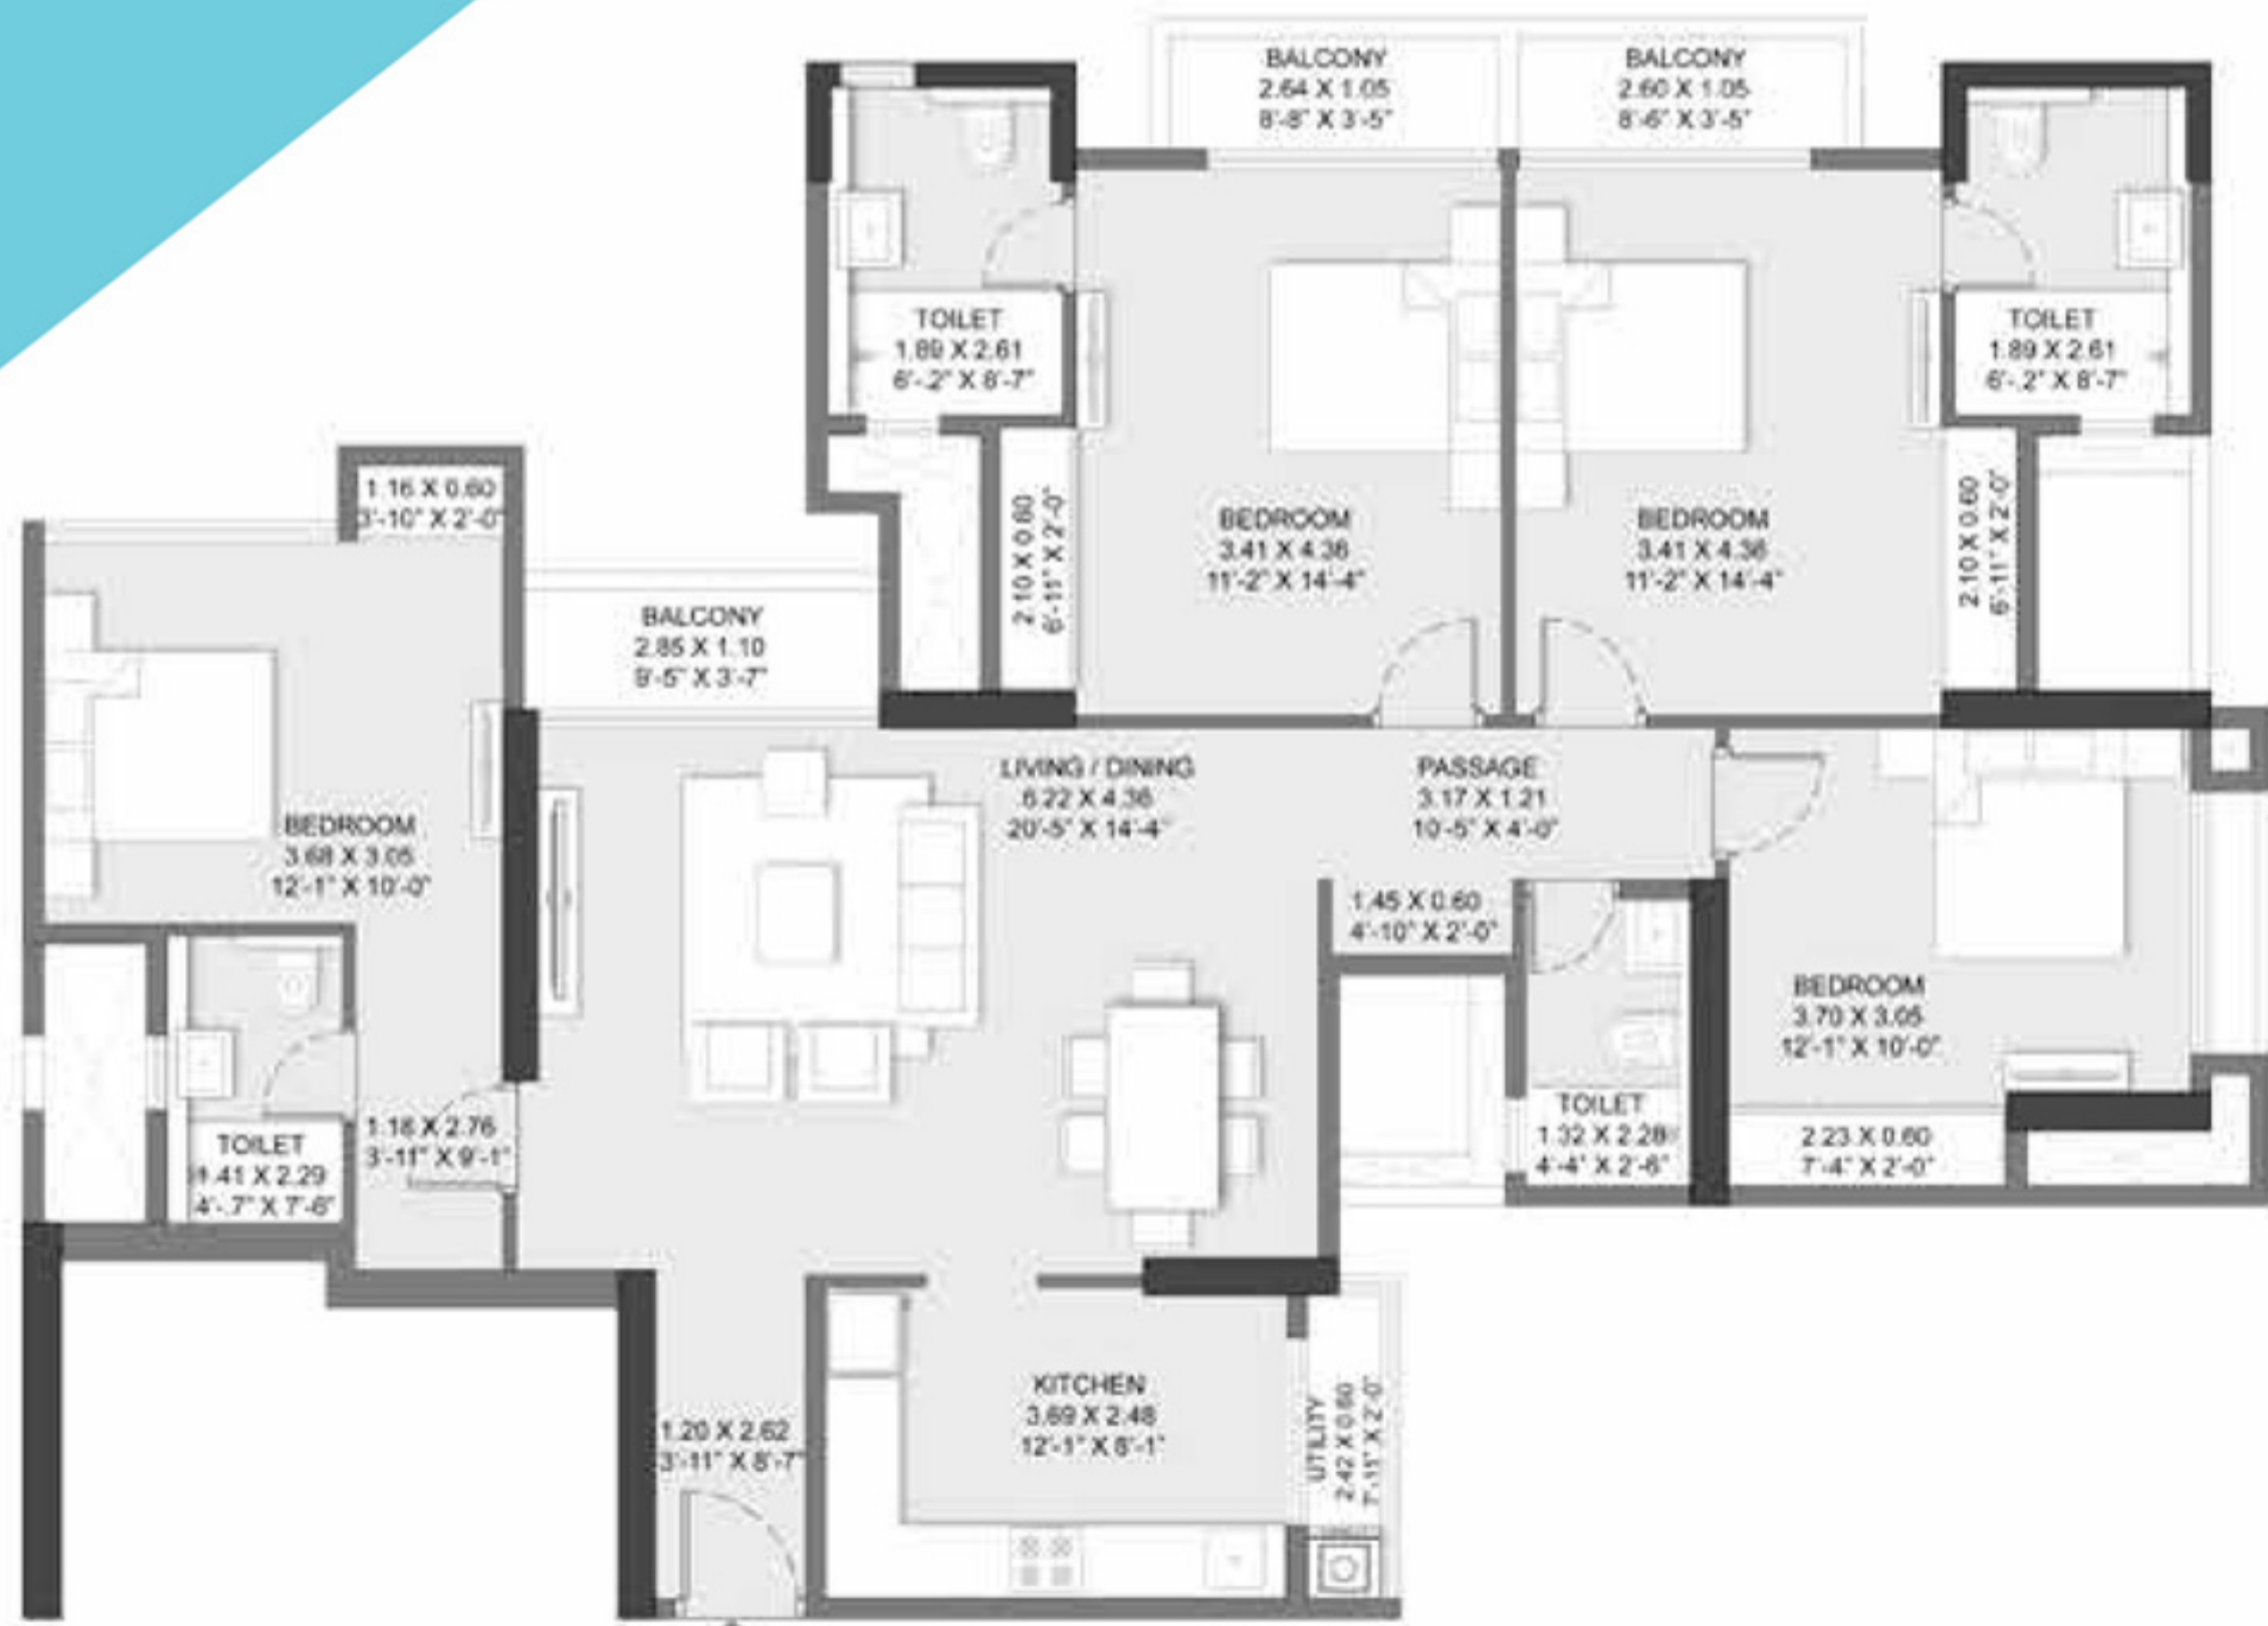 BALCONY
2.64 X 1.05
8'-8" X 3'-5"
BALCONY
2.60 X 1.05
8'-6" X 3'-5"
TOILET
1.89 X 2.61
6'-.2" X 8'-7"
TOILET
1.89 X 2.61
6'-.2" X 8'-7"
1.16 X 0.60
3'-10" X 2'-0"
2.10 X 0.60
6'-11" X 2'-0"
BEDROOM
3.41 X 4.36
11'-2" X 14'-4"
BEDROOM
3.41 X 4.36
11'-2" X 14'-4"
2.10 X 0.60
6'-11" X 2'-0"
BALCONY
2.85 X 1.10
9'-5" X 3'-7"
LIVING / DINING
6.22 X 4.36
20'-5" X 14'-4"
PASSAGE
3.17 X 1.21
10'-5" X 4'-0"
BEDROOM
3.68 X 3.05
12'-1" X 10'-0"
1.45 X 0.60
4'-10" X 2'-0"
BEDROOM
3.70 X 3.05
12'-1" X 10'-0"
TOILET
1.41 X 2.29
4'-.7" X 7'-6"
1.18 X 2.76
3'-11" X 9'-1"
TOILET
1.32 X 2.28
4'-4" X 2'-6"
2.23 X 0.60
7'-4" X 2'-0"
1.20 X 2.62
3'-11" X 8'-7"
KITCHEN
3.69 X 2.48
12'-1" X 8'-1"
UTILITY
2.42 X 0.60
7'-11" X 2'-0"